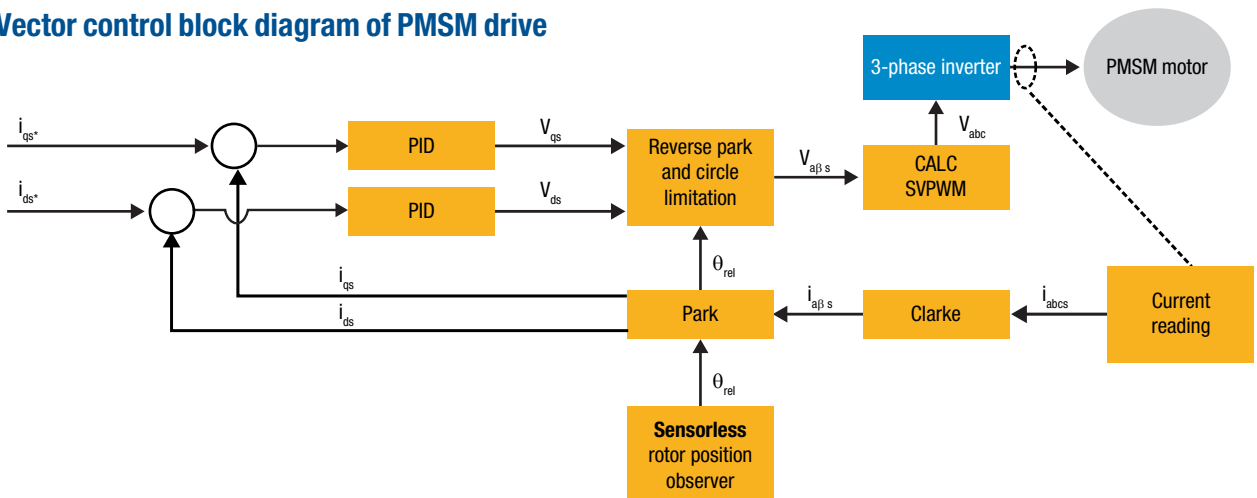 Vector control block diagram of PMSM drive
3-phase inverter
PMSM motor
iqs*
PID
Vqs
Reverse park
and circle
limitation
Vaβ s
Vabc
CALC
SVPWM
ids*
PID
Vds
θrel
iqs
ids
Park
iaβ s
Clarke
iabcs
Current
reading
θrel
Sensorless
rotor position
observer